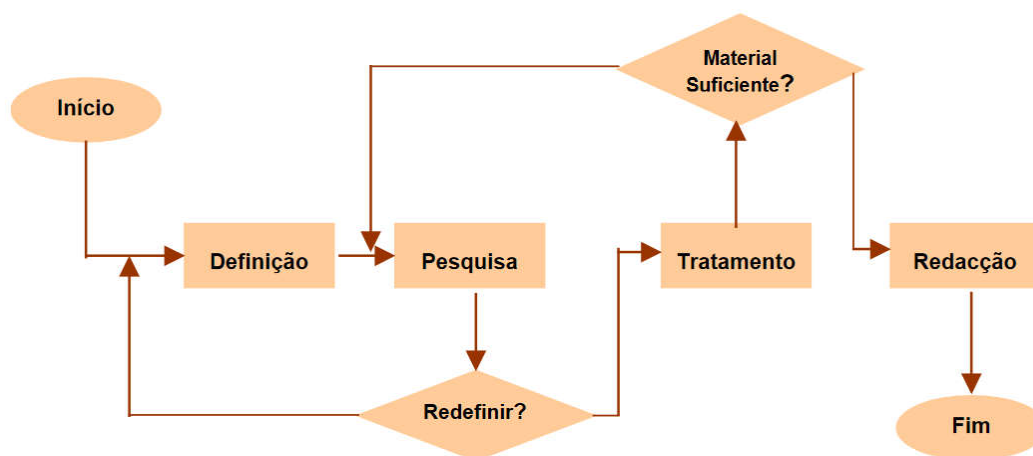 Material
Suficiente?
Início
Definição
Pesquisa
Tratamento
Redacção
Redefinir?
Fim